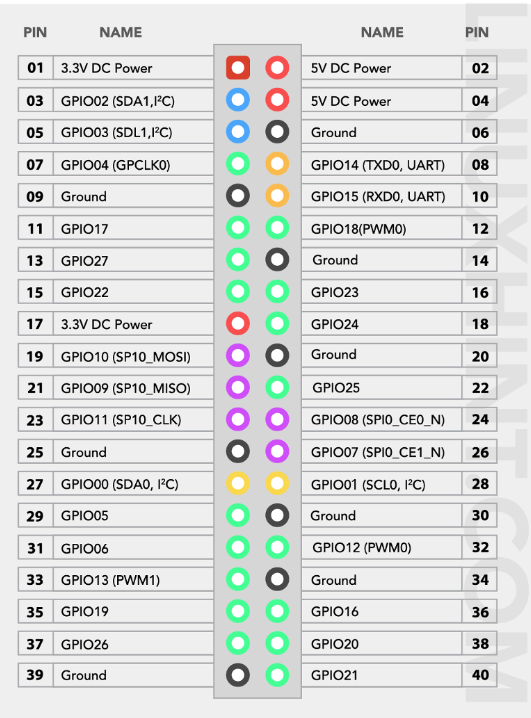 PIN NAME NAME PIN
01 3.3V DC Power 5V DC Power 02
03 GPIO02 (SDA1,I²C) 5V DC Power 04
05 GPIO03 (SDL1,I²C) Ground 06
07 GPIO04 (GPCLK0) GPIO14 (TXD0, UART) 08
09 Ground GPIO15 (RXD0, UART) 10
11 GPIO17 GPIO18(PWM0) 12
13 GPIO27 Ground 14
15 GPIO22 GPIO23 16
17 3.3V DC Power GPIO24 18
19 GPIO10 (SP10_MOSI) Ground 20
21 GPIO09 (SP10_MISO) GPIO25 22
23 GPIO11 (SP10_CLK) GPIO08 (SPI0_CE0_N) 24
25 Ground GPIO07 (SPI0_CE1_N) 26
27 GPIO00 (SDA0, I²C) GPIO01 (SCL0, I²C) 28
29 GPIO05 Ground 30
31 GPIO06 GPIO12 (PWM0) 32
33 GPIO13 (PWM1) Ground 34
35 GPIO19 GPIO16 36
37 GPIO26 GPIO20 38
39 Ground GPIO21 40
LINUXHINT.COM